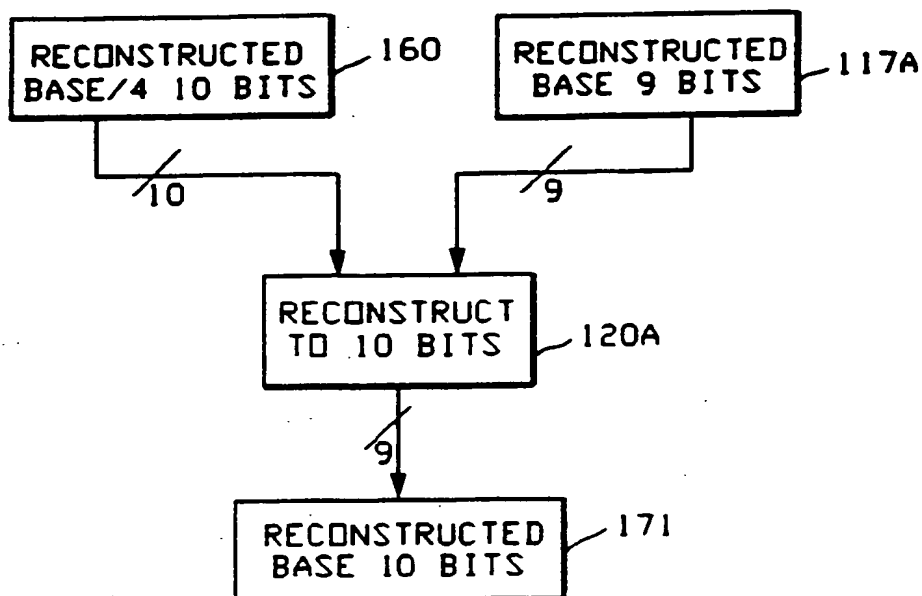 RECONSTRUCTED
BASE/4 10 BITS
160
RECONSTRUCTED
BASE 9 BITS
117A
10
9
RECONSTRUCT
TO 10 BITS
120A
9
RECONSTRUCTED
BASE 10 BITS
171